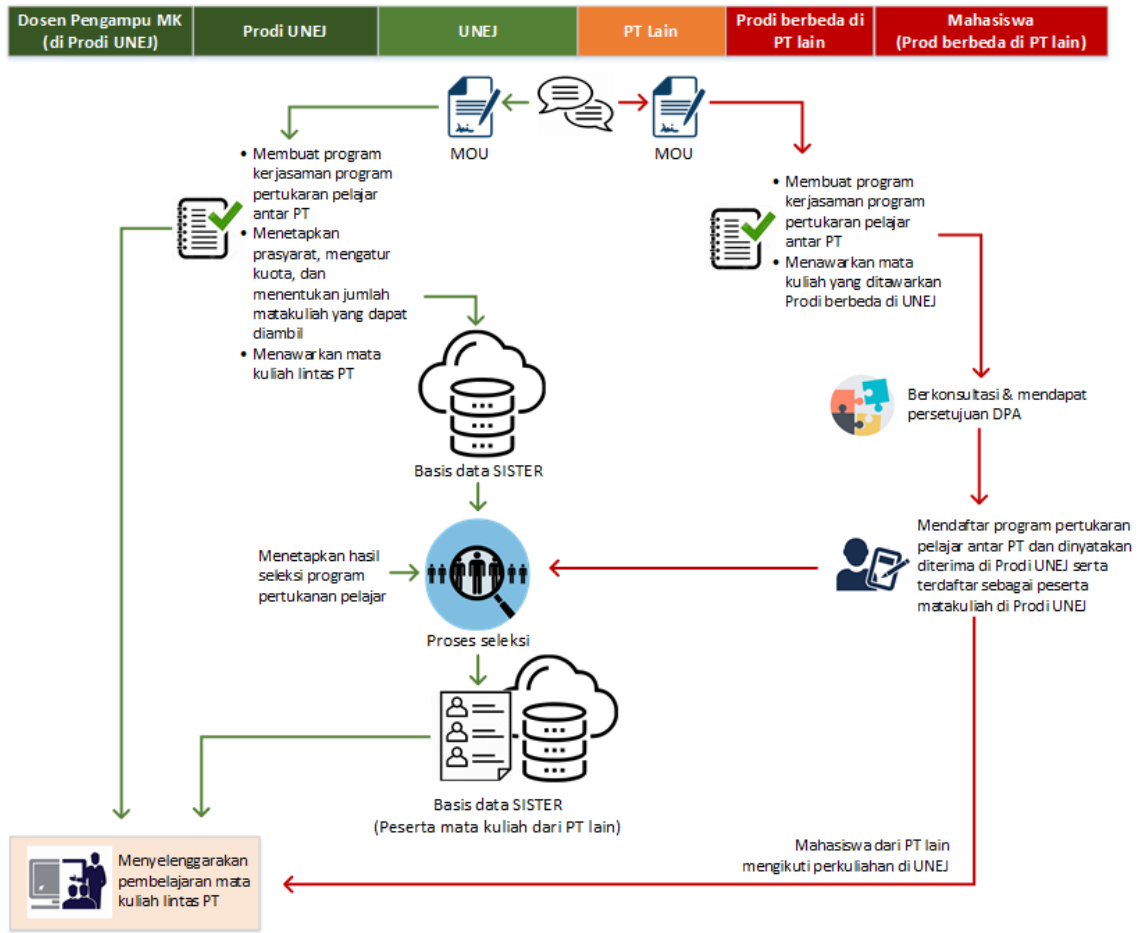 Dosen Pengampu MK
(di Prodi UNEJ)
Prodi UNEJ
UNEJ
PT Lain
Prodi berbeda di
PT lain
Mahasiswa
(Prod berbeda di PT lain)
MOU
MOU
• Membuat program
kerjasaman program
pertukaran pelajar
antar PT
• Menetapkan
prasyarat, mengatur
kuota, dan
menentukan jumlah
matakuliah yang dapat
diambil
• Menawarkan mata
kuliah lintas PT
• Membuat program
kerjasaman program
pertukaran pelajar
antar PT
• Menawarkan mata
kuliah yang ditawarkan
Prodi berbeda di UNEJ
Berkonsultasi & mendapat
persetujuan DPA
Basis data SISTER
Mendaftar program pertukaran
pelajar antar PT dan dinyatakan
diterima di Prodi UNEJ serta
terdaftar sebagai peserta
matakuliah di Prodi UNEJ
Menetapkan hasil
seleksi program
pertukanan pelajar
Proses seleksi
Basis data SISTER
(Peserta mata kuliah dari PT lain)
Mahasiswa dari PT lain
mengikuti perkuliahan di UNEJ
Menyelenggarakan
pembelajaran mata
kuliah lintas PT